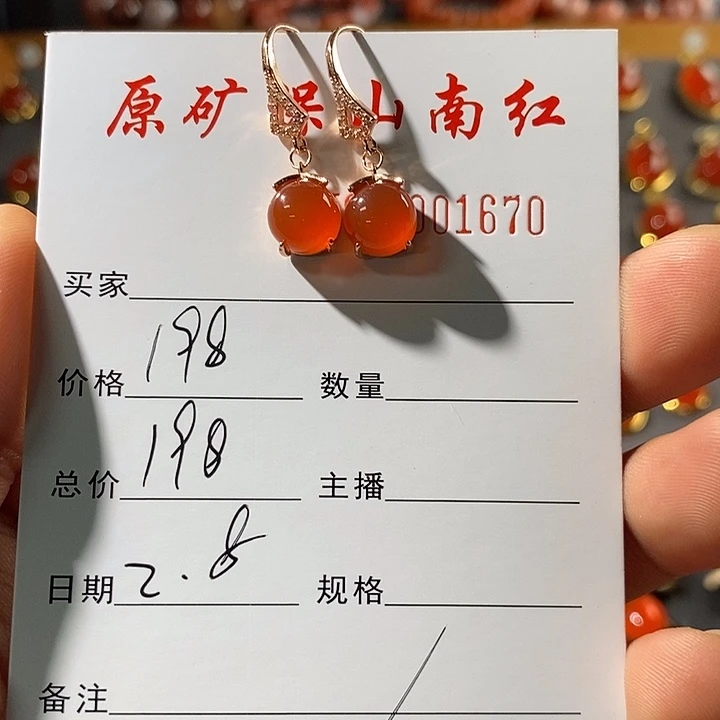 原矿保山南红
001670
买家
价格 198 数量
总价 198 主播
日期 2.8 规格
备注